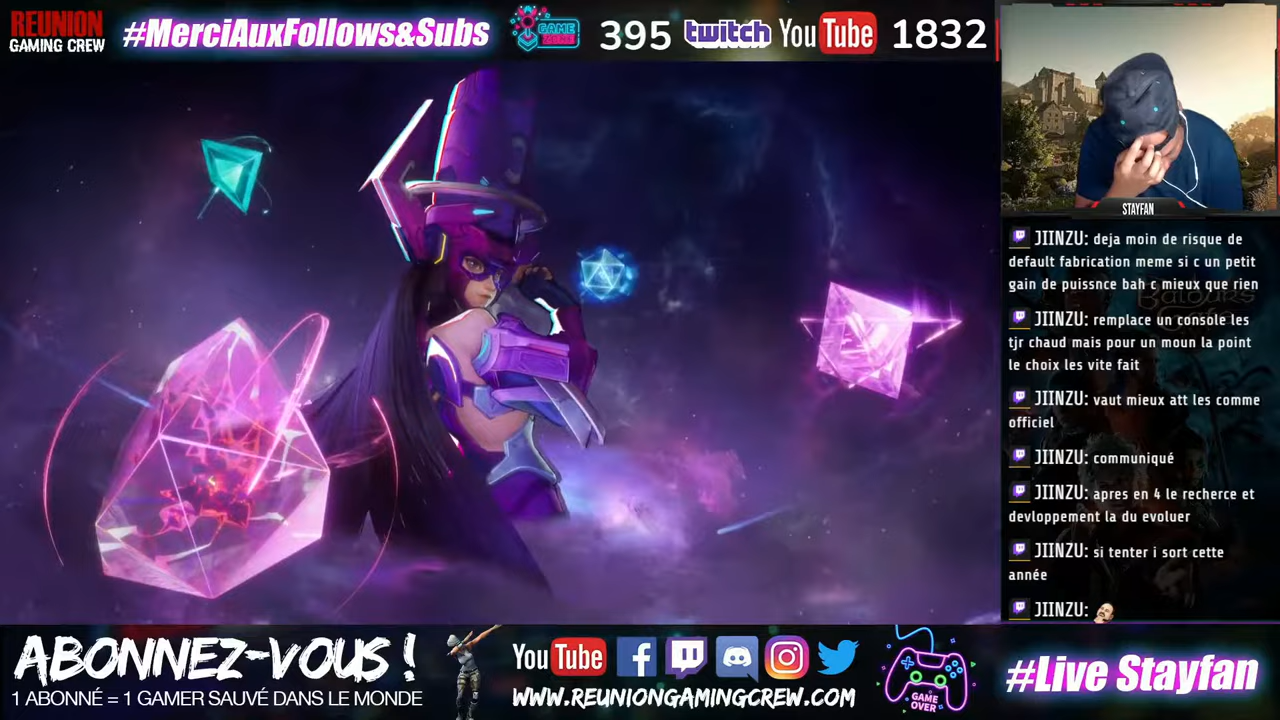 REUNION
GAMING CREW
#MerciAuxFollows&Subs
GAME
395 twitch YouTube 1832
STAYFAN
JIINZU: deja moin de risque de
default fabrication meme si c un petit
gain de puissnce bah c mieux que rien
JIINZU: remplace un console les
tjr chaud mais pour un moun la point
le choix les vite fait
JIINZU: vaut mieux att les comme
officiel
JIINZU: communiqué
JIINZU: apres en 4 le recherce et
devloppement la du evoluer
JIINZU: si tenter i sort cette
année
JIINZU:
ABONNEZ-VOUS !
1 ABONNÉ = 1 GAMER SAUVÉ DANS LE MONDE
YouTube
WWW.REUNIONGAMINGCREW.COM
GAME
OVER
#Live Stayfan